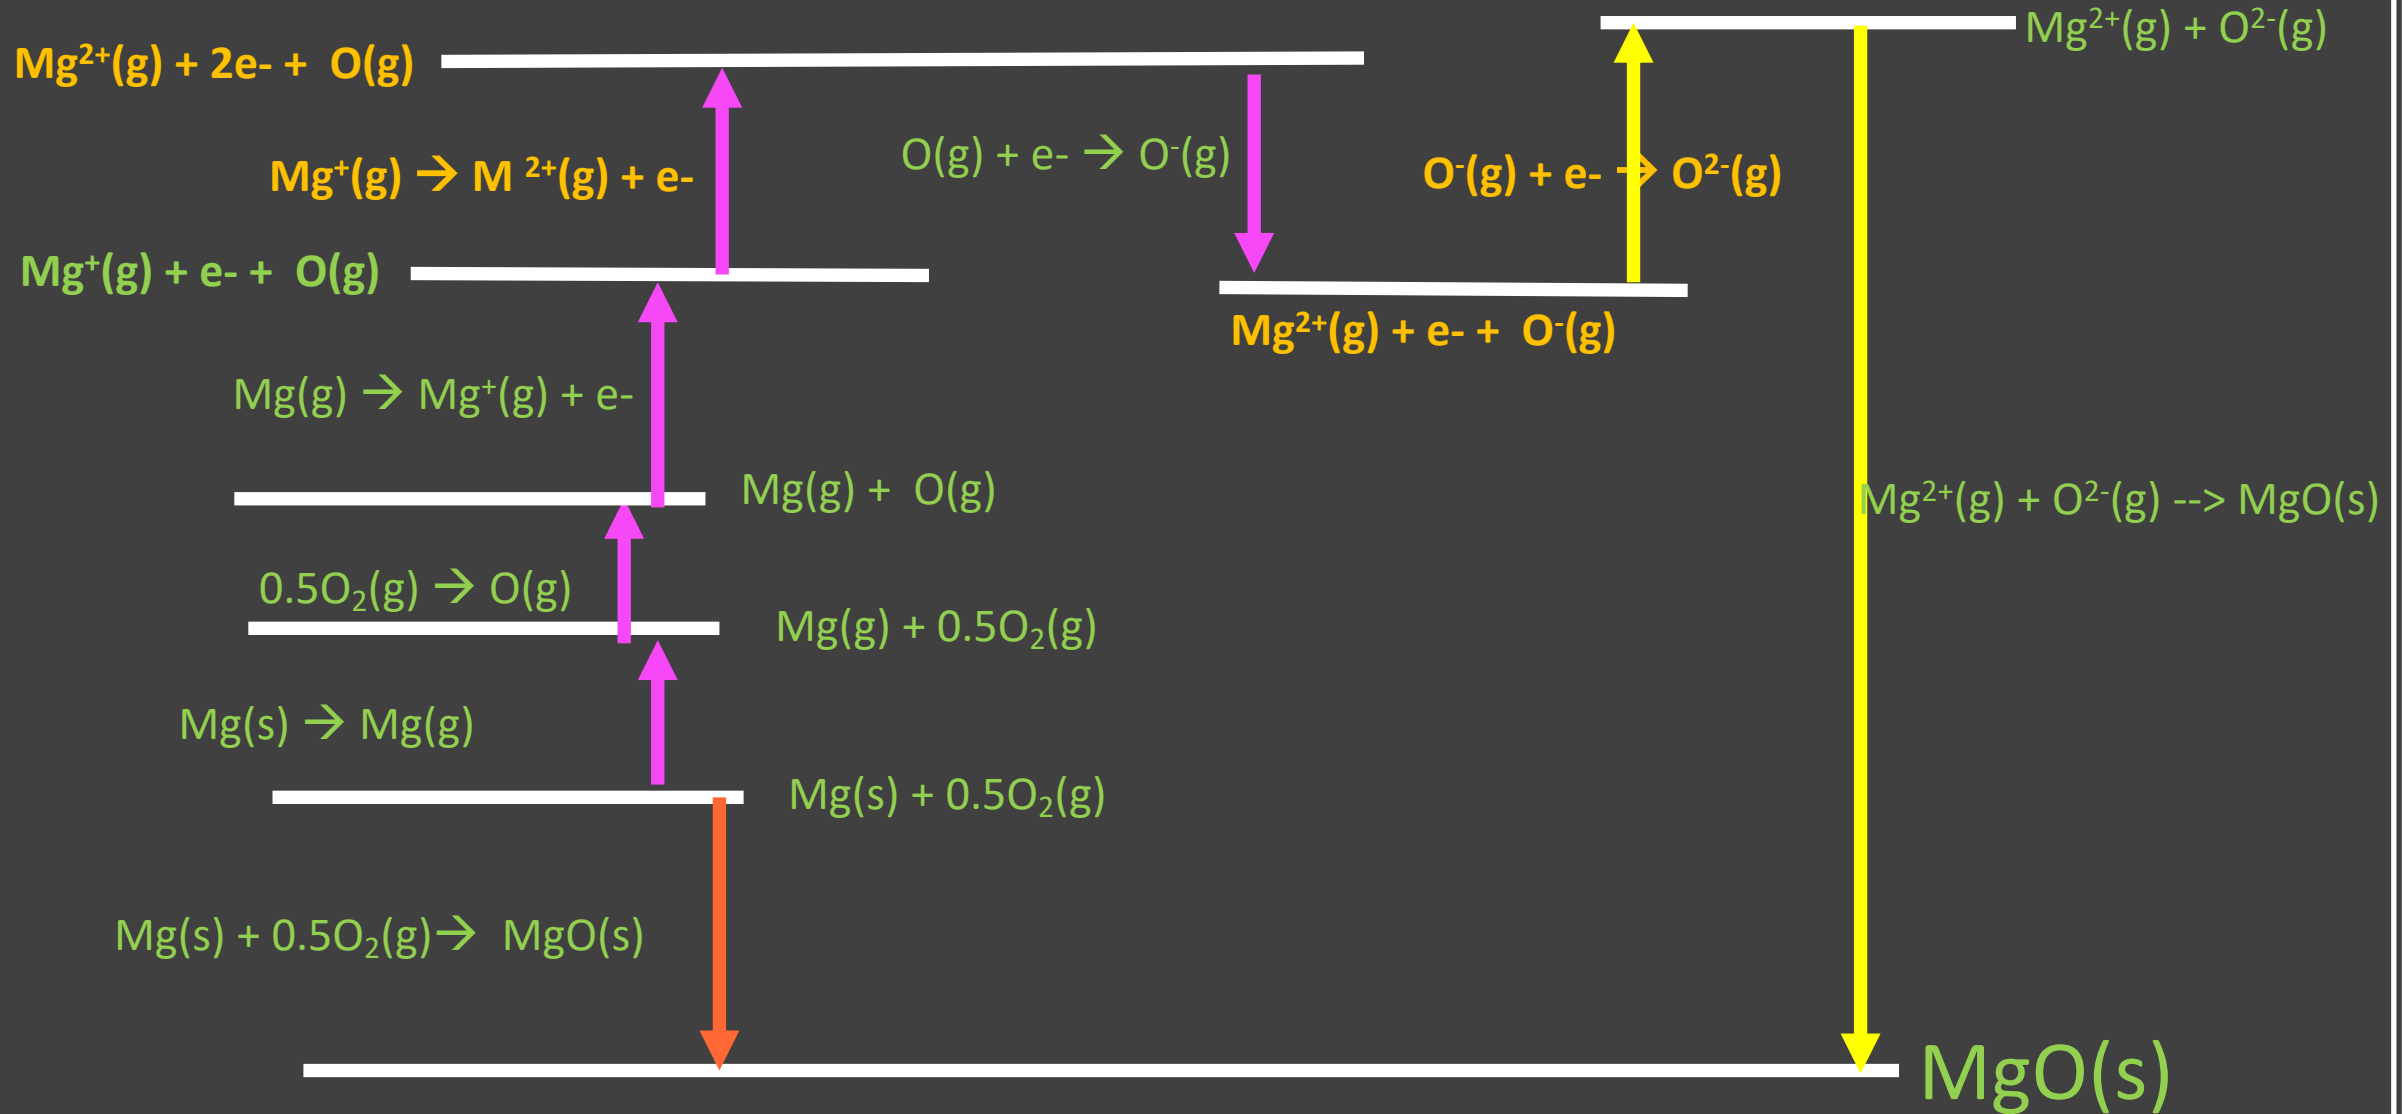 Mg²⁺(g) + O²⁻(g)
Mg²⁺(g) + 2e- + O(g)
O(g) + e- → O⁻(g)
Mg⁺(g) → M ²⁺(g) + e-
O⁻(g) + e- → O²⁻(g)
Mg⁺(g) + e- + O(g)
Mg²⁺(g) + e- + O⁻(g)
Mg(g) → Mg⁺(g) + e-
Mg(g) + O(g)
Mg²⁺(g) + O²⁻(g) --> MgO(s)
0.5O₂(g) → O(g)
Mg(g) + 0.5O₂(g)
Mg(s) → Mg(g)
Mg(s) + 0.5O₂(g)
Mg(s) + 0.5O₂(g)→ MgO(s)
MgO(s)